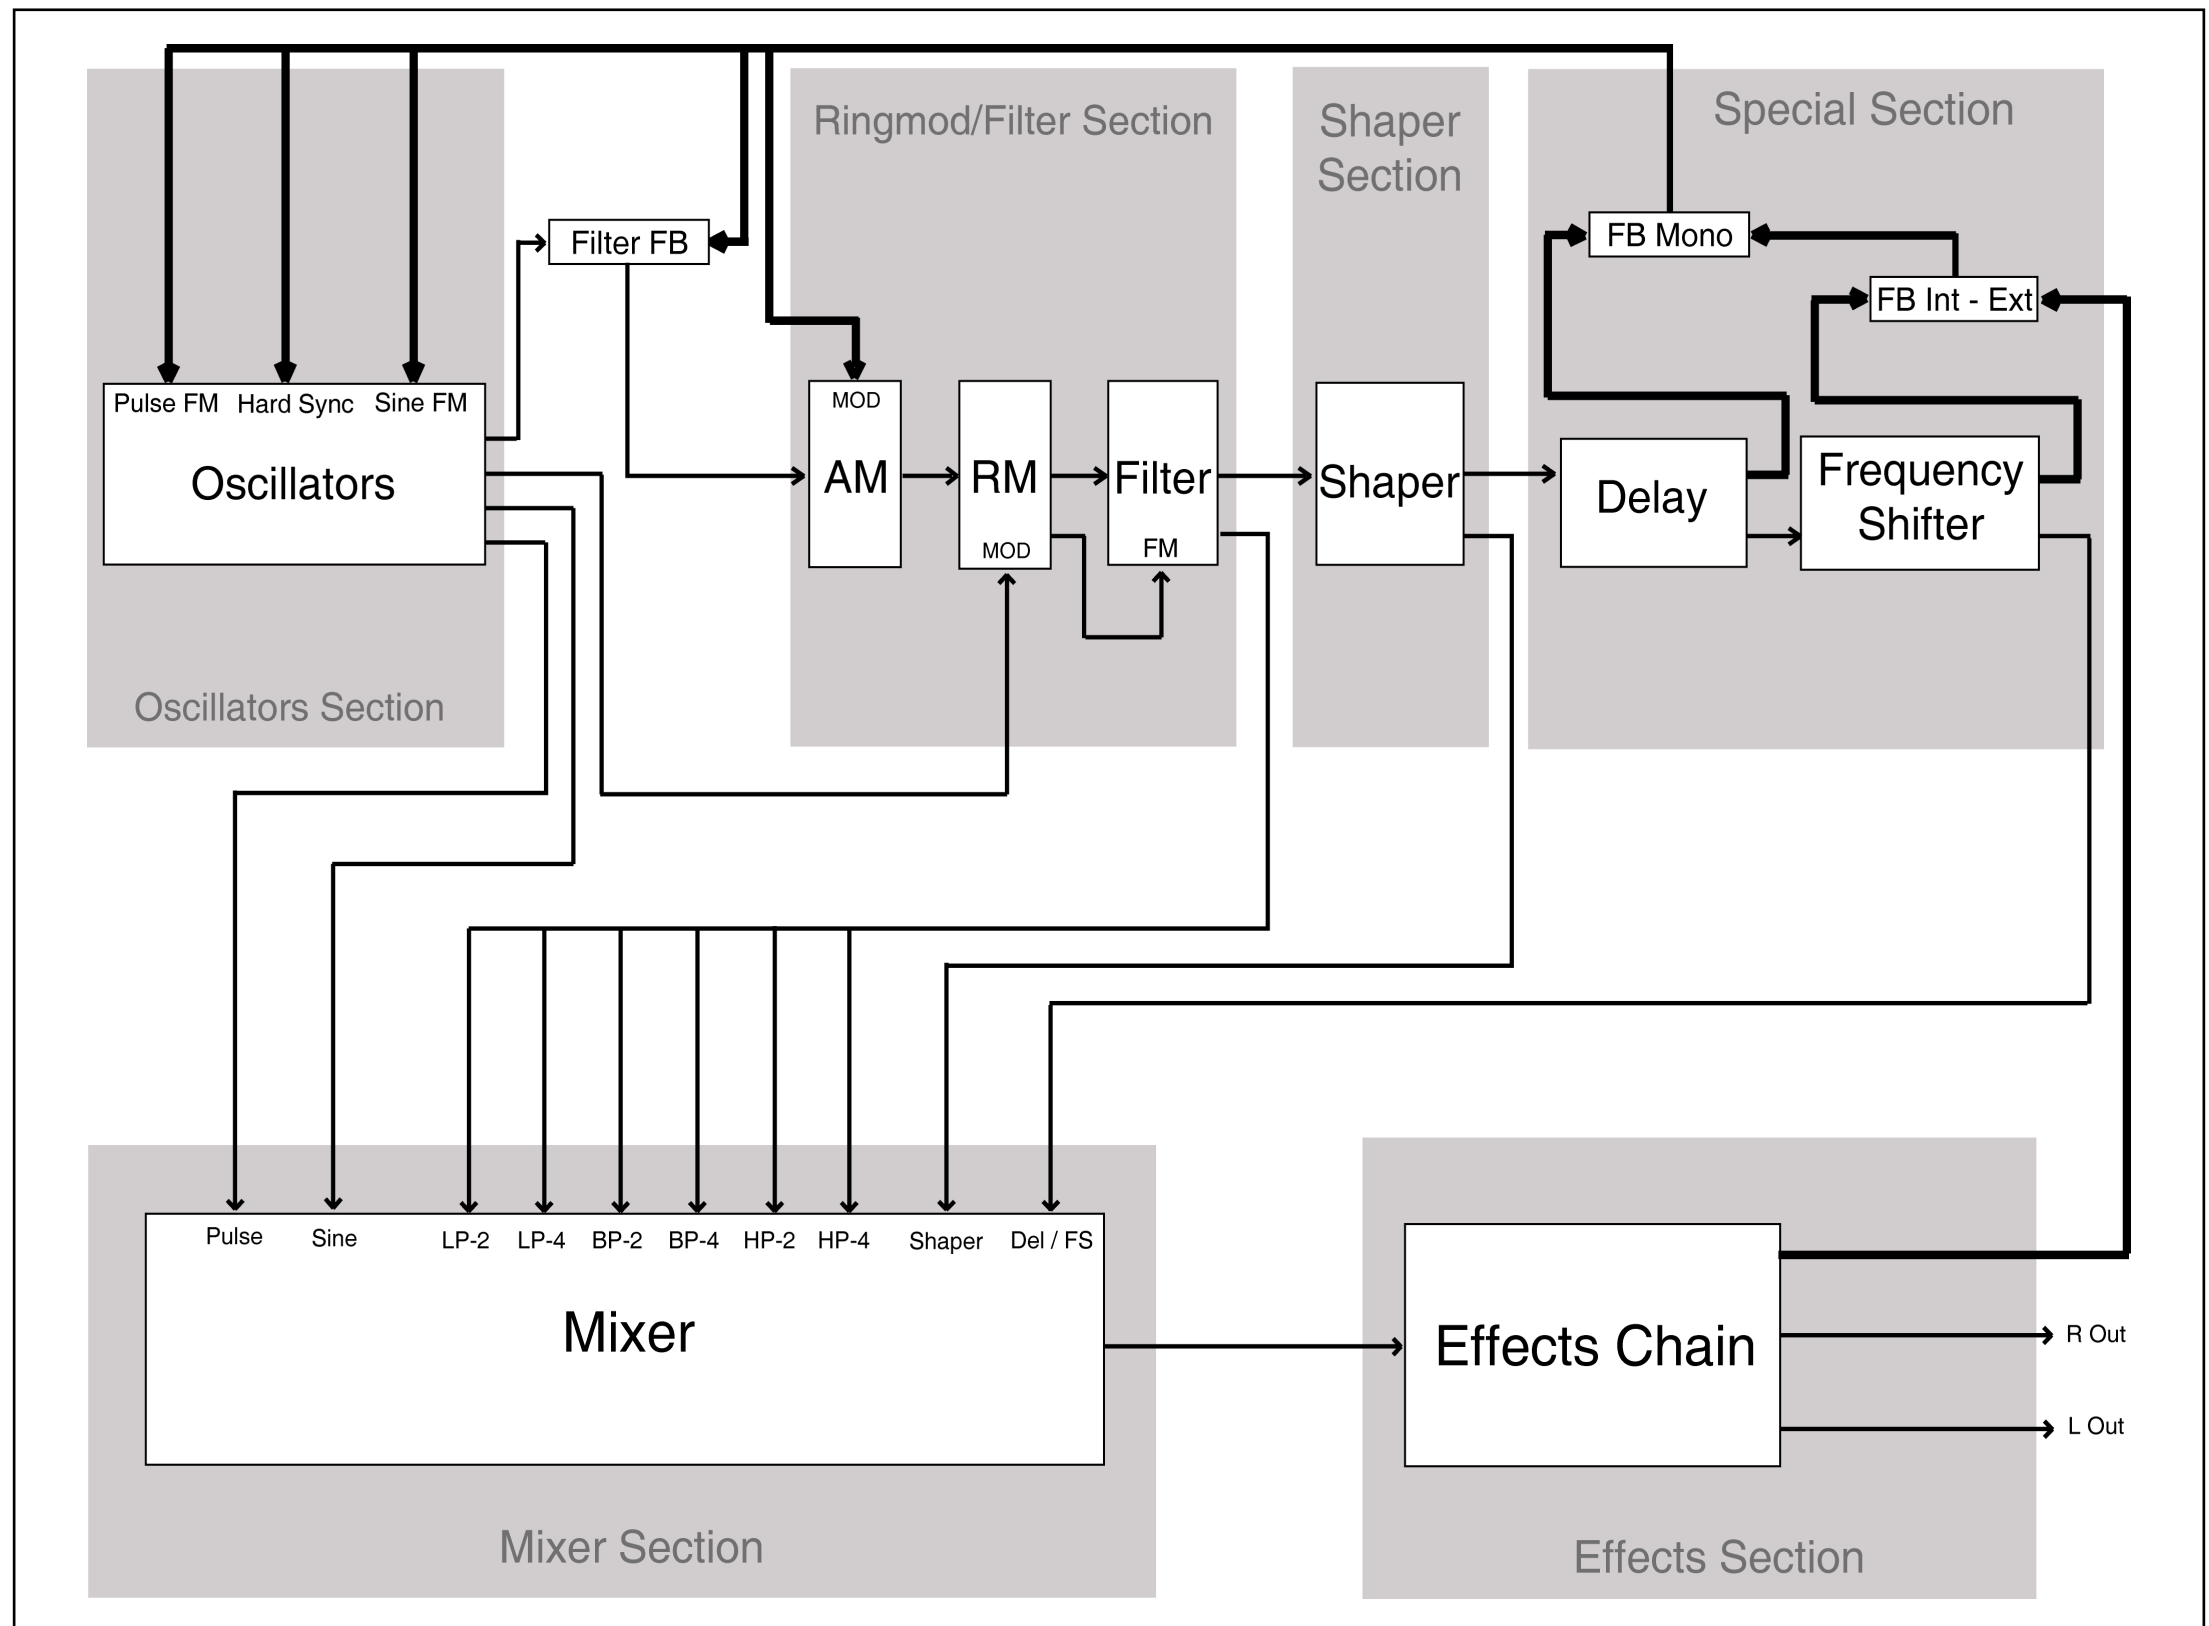 Ringmod/Filter Section
Shaper
Section
Special Section
Filter FB
FB Mono
FB Int - Ext
Pulse FM
Hard Sync
Sine FM
Oscillators
MOD
AM
RM
MOD
Filter
FM
Shaper
Delay
Frequency
Shifter
Oscillators Section
Pulse
Sine
LP-2
LP-4
BP-2
BP-4
HP-2
HP-4
Shaper
Del / FS
Mixer
Effects Chain
R Out
L Out
Mixer Section
Effects Section